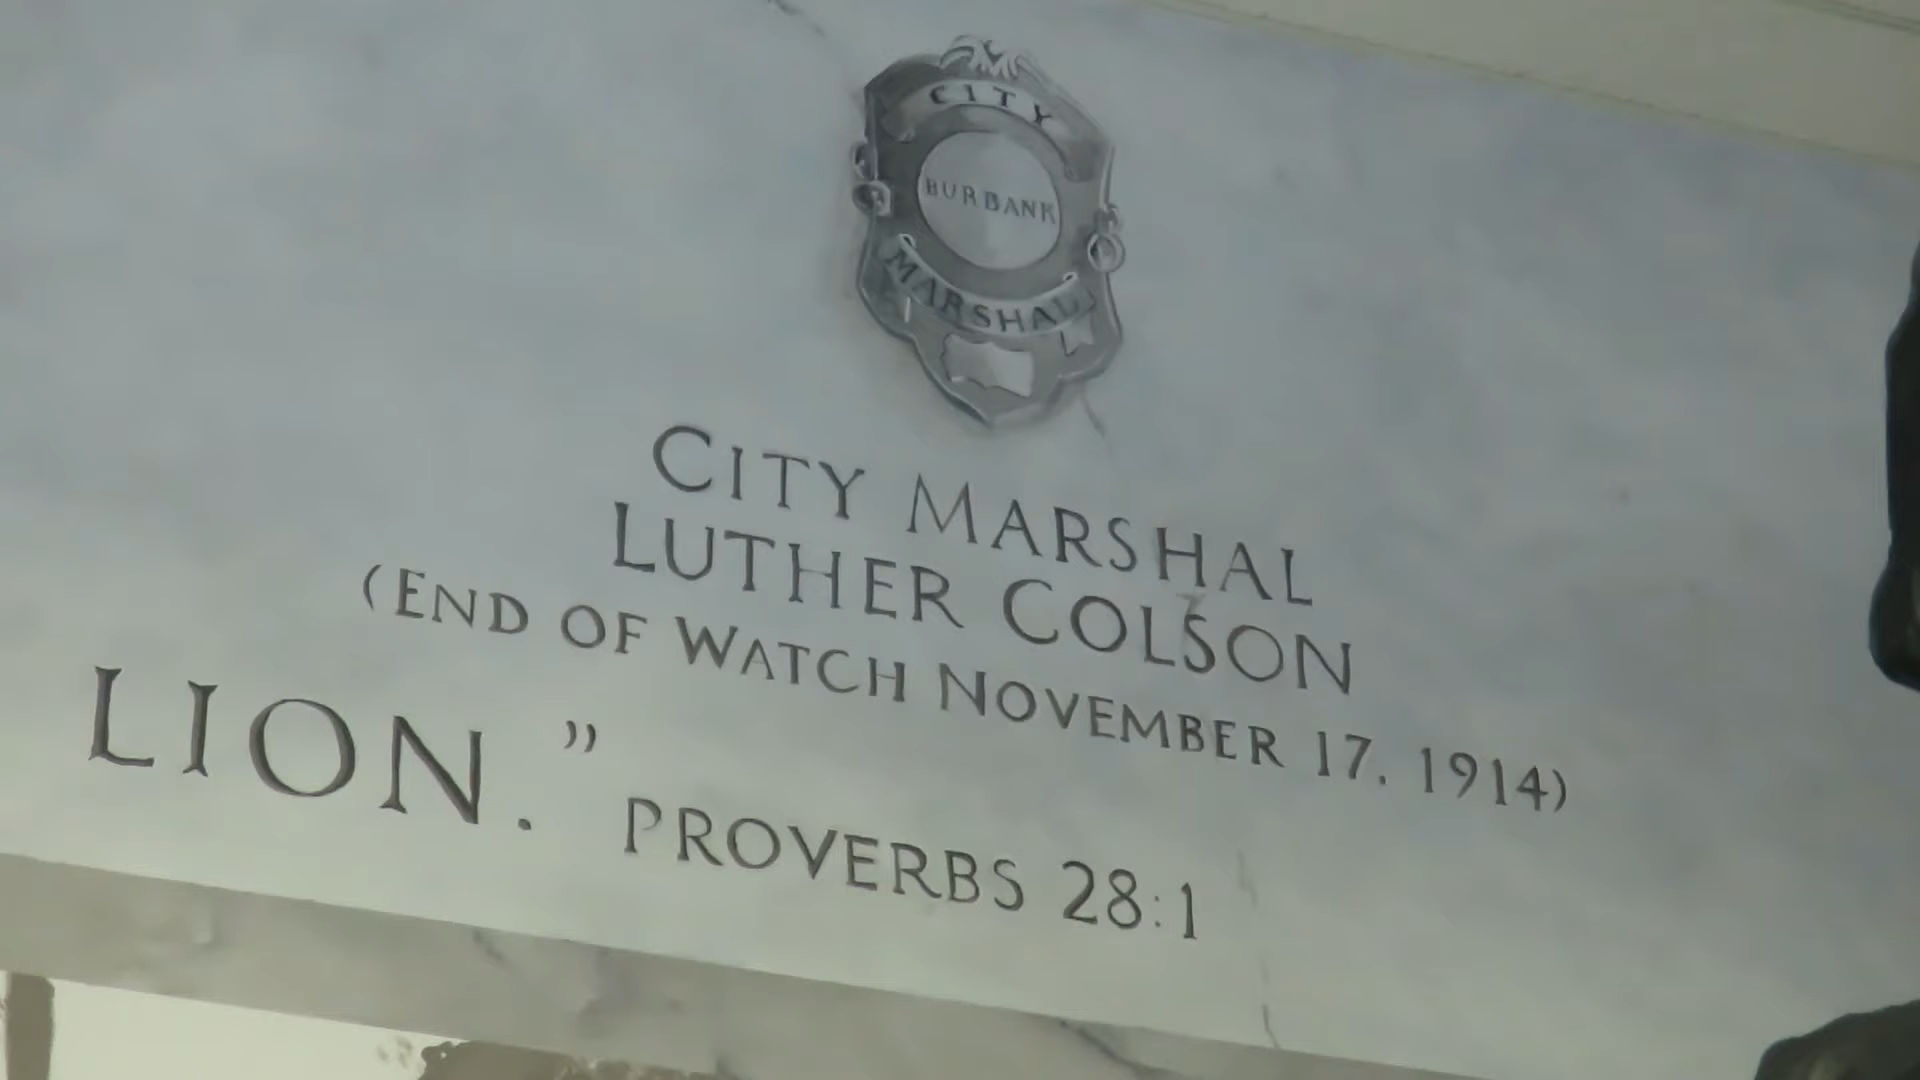 CITY
BURBANK
MARSHAL
CITY MARSHAL
LUTHER COLSON
(END OF WATCH NOVEMBER 17, 1914)
LION.” PROVERBS 28:1